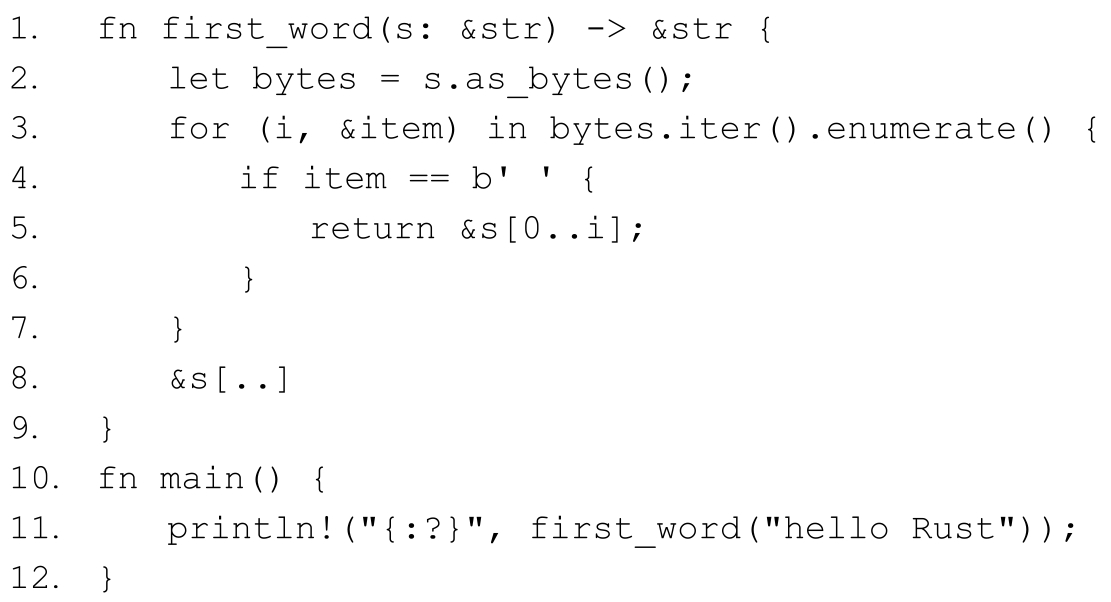 1. fn first_word(s: &str) -> &str {
2.     let bytes = s.as_bytes();
3.     for (i, &item) in bytes.iter().enumerate() {
4.         if item == b' ' {
5.             return &s[0..i];
6.         }
7.     }
8.     &s[..]
9. }
10. fn main() {
11.     println!("{:?}", first_word("hello Rust"));
12. }